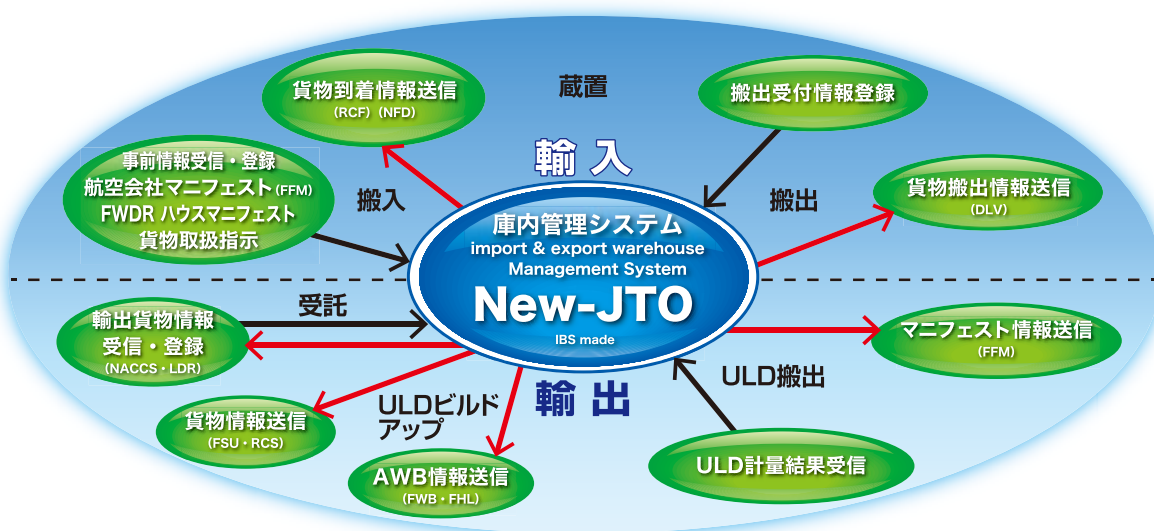 蔵置
貨物到着情報送信
(RCF) (NFD)
搬出受付情報登録
輸 入
事前情報受信・登録
航空会社マニフェスト(FFM)
FWDR ハウスマニフェスト
貨物取扱指示
搬入
搬出
貨物搬出情報送信
(DLV)
庫内管理システム
import & export warehouse
Management System
New-JTO
IBS made
受託
輸出貨物情報
受信・登録
(NACCS・LDR)
マニフェスト情報送信
(FFM)
輸 出
ULD搬出
ULDビルド
アップ
貨物情報送信
(FSU・RCS)
AWB情報送信
(FWB・FHL)
ULD計量結果受信